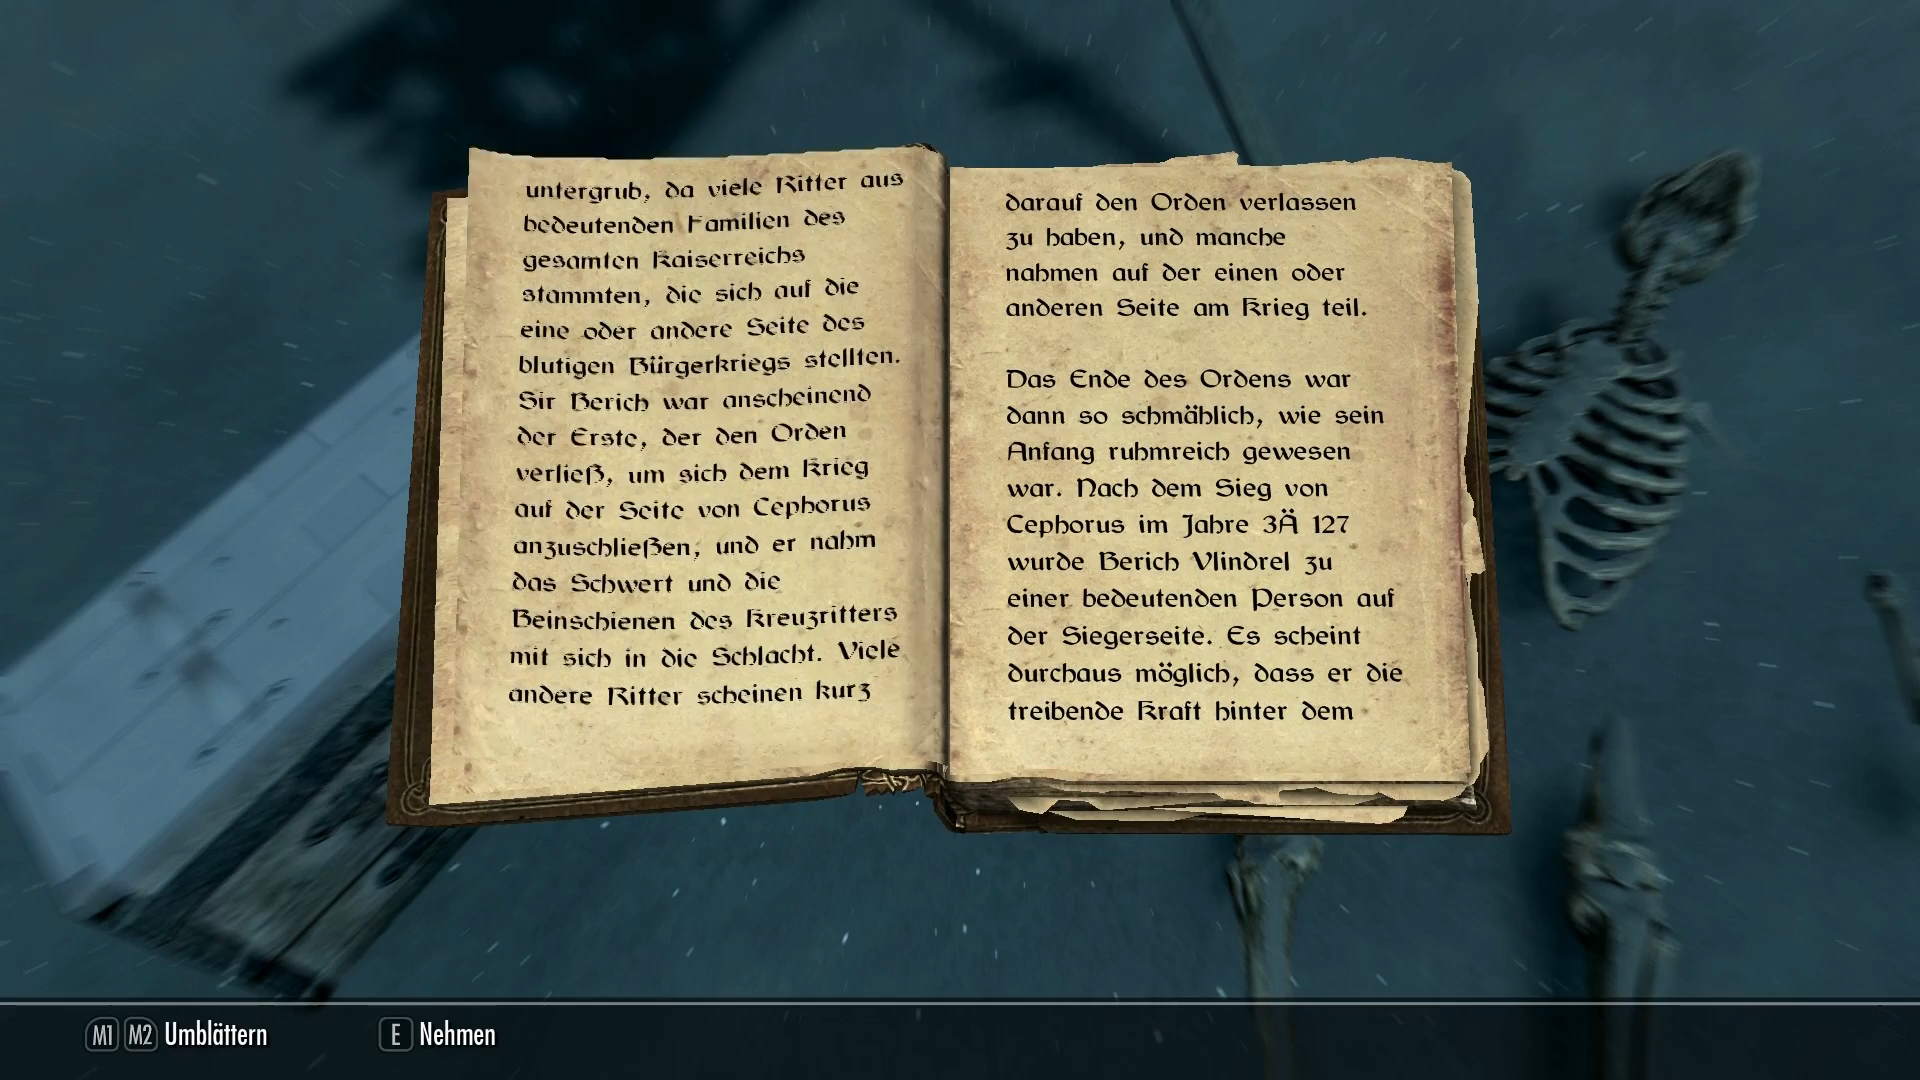 untergrub, da viele Ritter aus
bedeutenden Familien des
gesamten Kaiserreichs
stammten, die sich auf die
eine oder andere Seite des
blutigen Bürgerkriegs stellten.
Sir Berich war anscheinend
der Erste, der den Orden
verließ, um sich dem Krieg
auf der Seite von Cephorus
anzuschließen; und er nahm
das Schwert und die
Beinschienen des Kreuzritters
mit sich in die Schlacht. Viele
andere Ritter scheinen kurz
darauf den Orden verlassen
zu haben, und manche
nahmen auf der einen oder
anderen Seite am Krieg teil.
Das Ende des Ordens war
dann so schmählich, wie sein
Anfang ruhmreich gewesen
war. Nach dem Sieg von
Cephorus im Jahre 3Ä 127
wurde Berich Vlindrel zu
einer bedeutenden Person auf
der Siegerseite. Es scheint
durchaus möglich, dass er die
treibende Kraft hinter dem
M1 M2 Umblättern E Nehmen